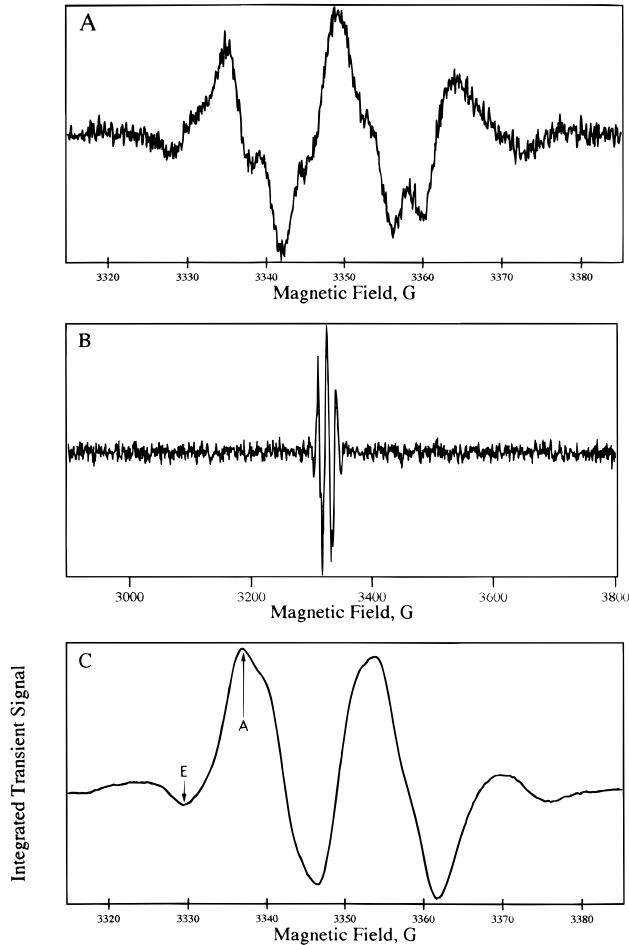 A
3320 3330 3340 3350 3360 3370 3380
Magnetic Field, G
B
3000 3200 3400 3600 3800
Magnetic Field, G
Integrated Transient Signal
C
A
E
3320 3330 3340 3350 3360 3370 3380
Magnetic Field, G